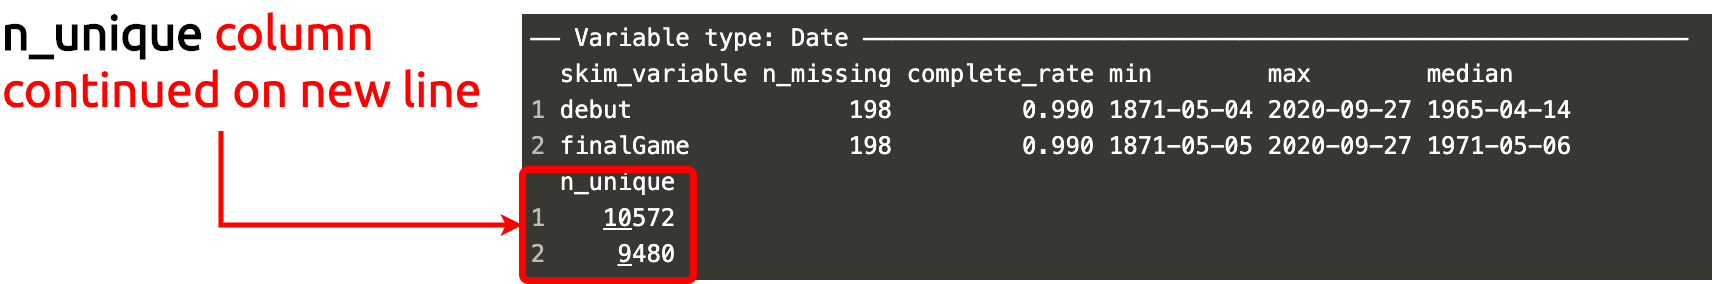 n_unique column
continued on new line
── Variable type: Date ──────────────────────────────────────────────────────────
  skim_variable n_missing complete_rate min        max        median
1 debut               198         0.990 1871-05-04 2020-09-27 1965-04-14
2 finalGame           198         0.990 1871-05-05 2020-09-27 1971-05-06
  n_unique
1    10572
2     9480